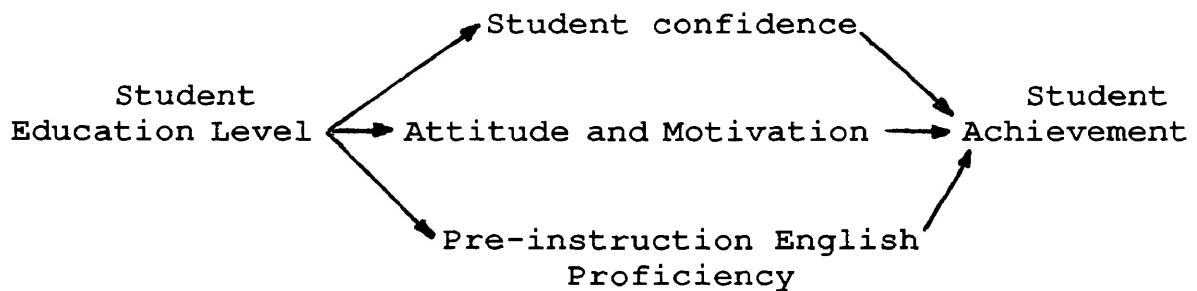 Student confidence
Student
Education Level
Attitude and Motivation
Student
Achievement
Pre-instruction English
Proficiency